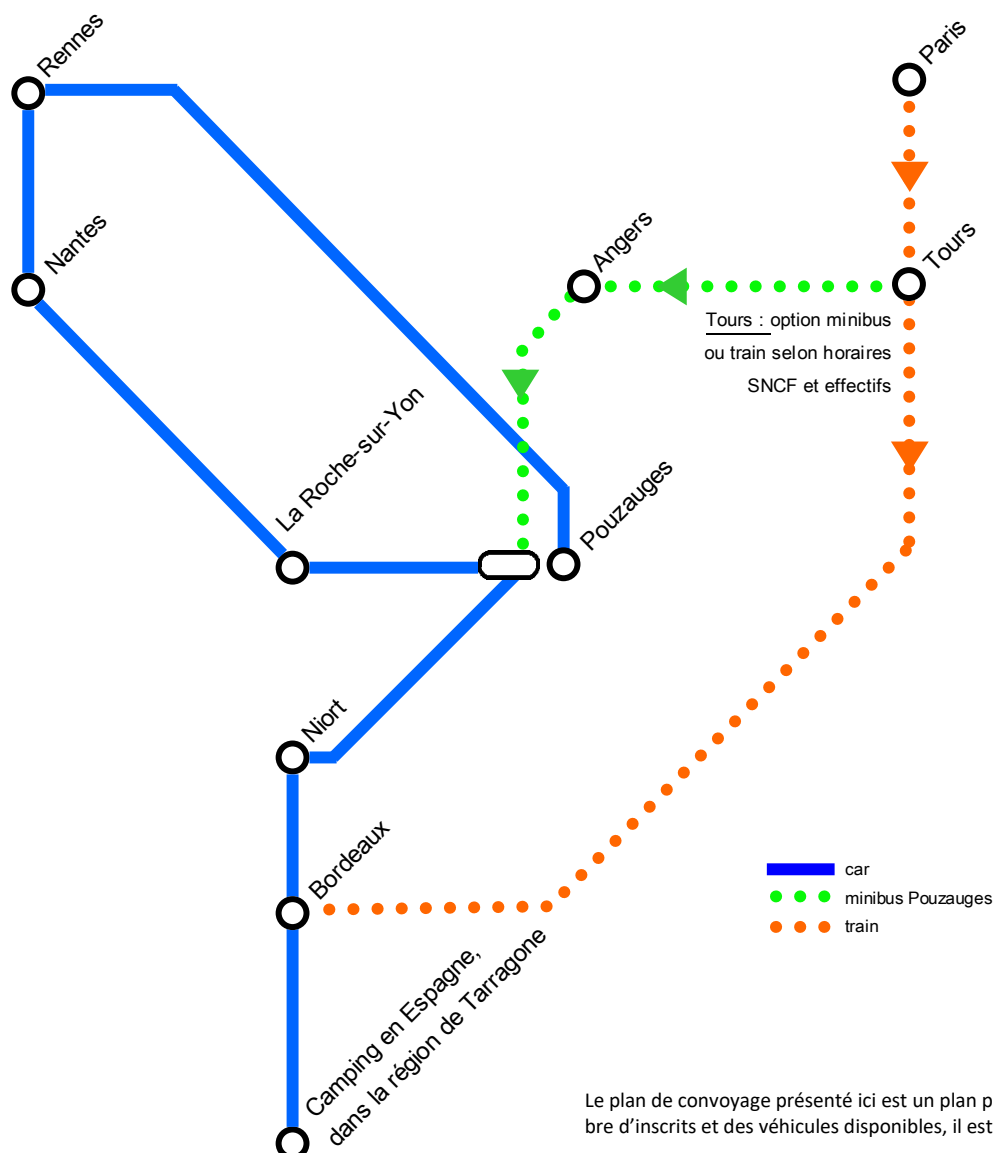 Rennes
Paris
Nantes
Angers
Tours
Tours : option minibus
ou train selon horaires
SNCF et effectifs
La Roche-sur-Yon
Pouzauges
Niort
Bordeaux
car
minibus Pouzauges
train
Camping en Espagne,
dans la région de Tarragone
Le plan de convoyage présenté ici est un plan p
bre d’inscrits et des véhicules disponibles, il est